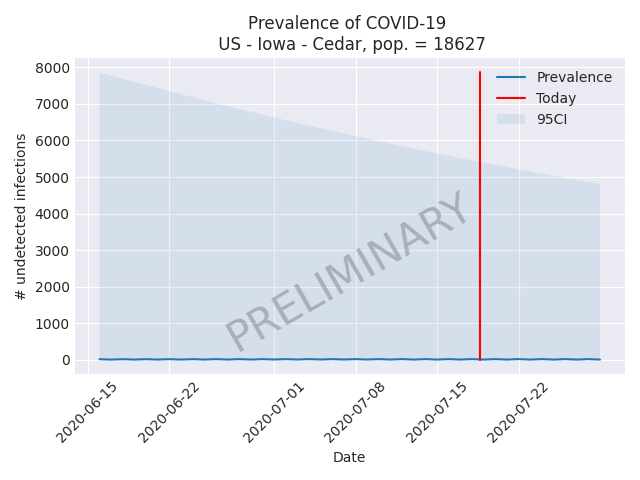 Prevalence of COVID-19
US - Iowa - Cedar, pop. = 18627
8000
7000
6000
5000
4000
3000
2000
1000
0
# undetected infections
Prevalence
Today
95CI
PRELIMINARY
2020-06-15
2020-06-22
2020-07-01
2020-07-08
2020-07-15
2020-07-22
Date